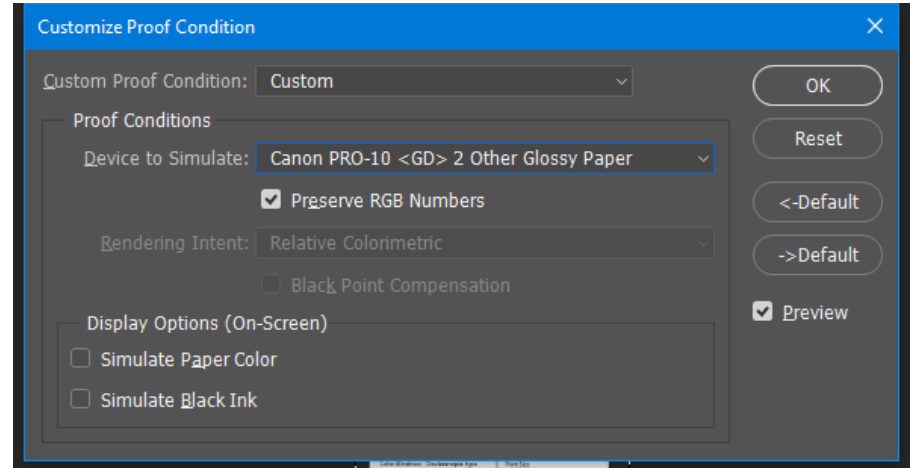 Customize Proof Condition
Custom Proof Condition: Custom
OK
Proof Conditions
Reset
Device to Simulate: Canon PRO-10 <GD> 2 Other Glossy Paper
Preserve RGB Numbers
<-Default
Rendering Intent: Relative Colorimetric
->Default
Black Point Compensation
Preview
Display Options (On-Screen)
Simulate Paper Color
Simulate Black Ink